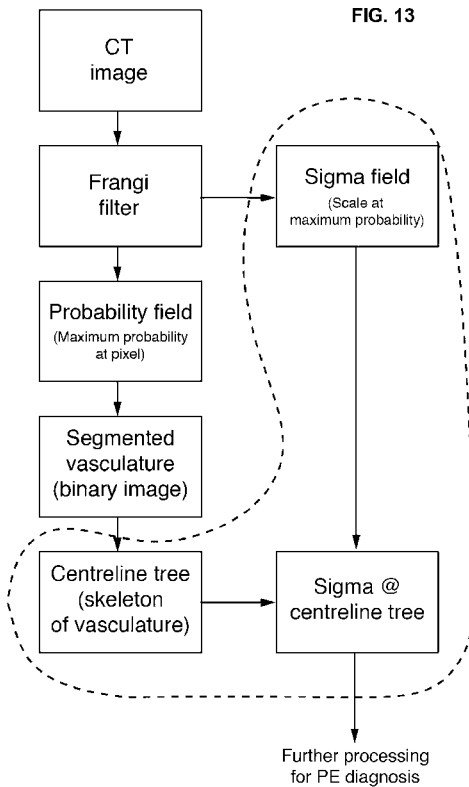 FIG. 13
CT
image
Frangi
filter
Sigma field
(Scale at
maximum probability)
Probability field
(Maximum probability
at pixel)
Segmented
vasculature
(binary image)
Centreline tree
(skeleton
of vasculature)
Sigma @
centreline tree
Further processing
for PE diagnosis